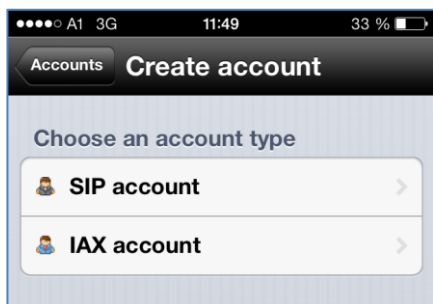 A1 3G 11:49 33 %
Accounts Create account
Choose an account type
SIP account
IAX account